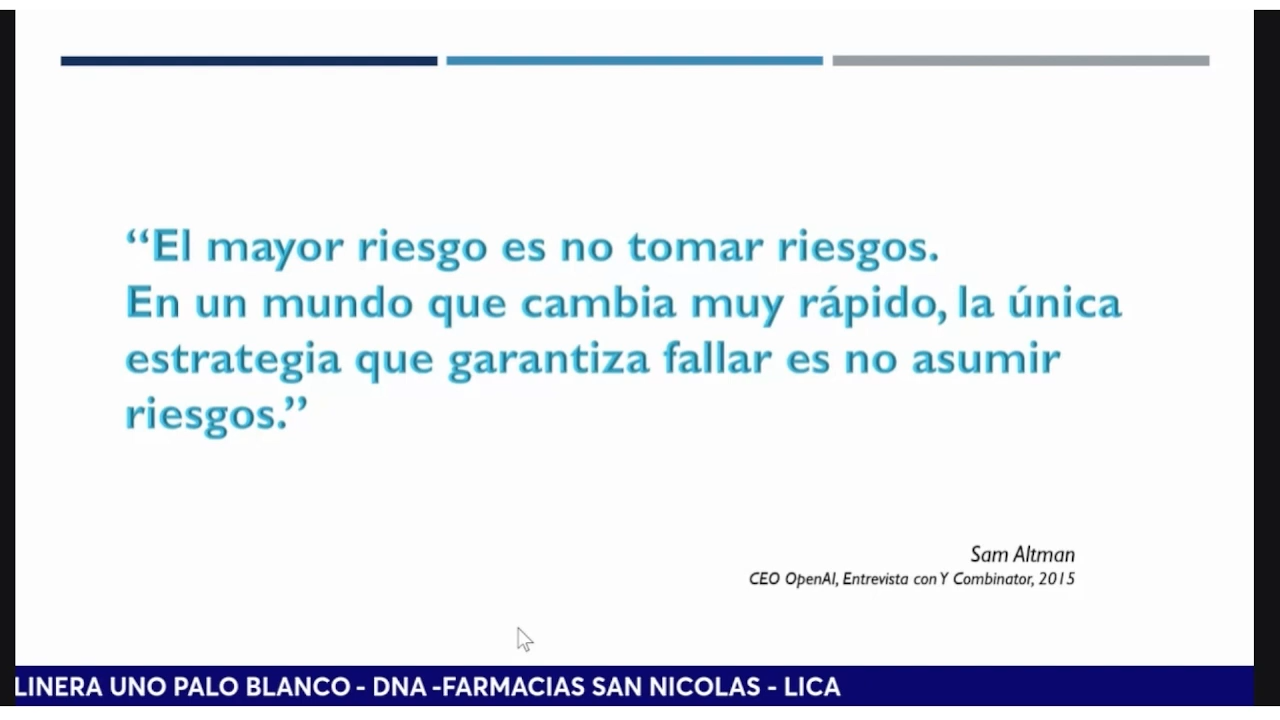 “El mayor riesgo es no tomar riesgos.
En un mundo que cambia muy rápido, la única
estrategia que garantiza fallar es no asumir
riesgos.”
Sam Altman
CEO OpenAI, Entrevista con Y Combinator, 2015
LINERA UNO PALO BLANCO - DNA -FARMACIAS SAN NICOLAS - LICA